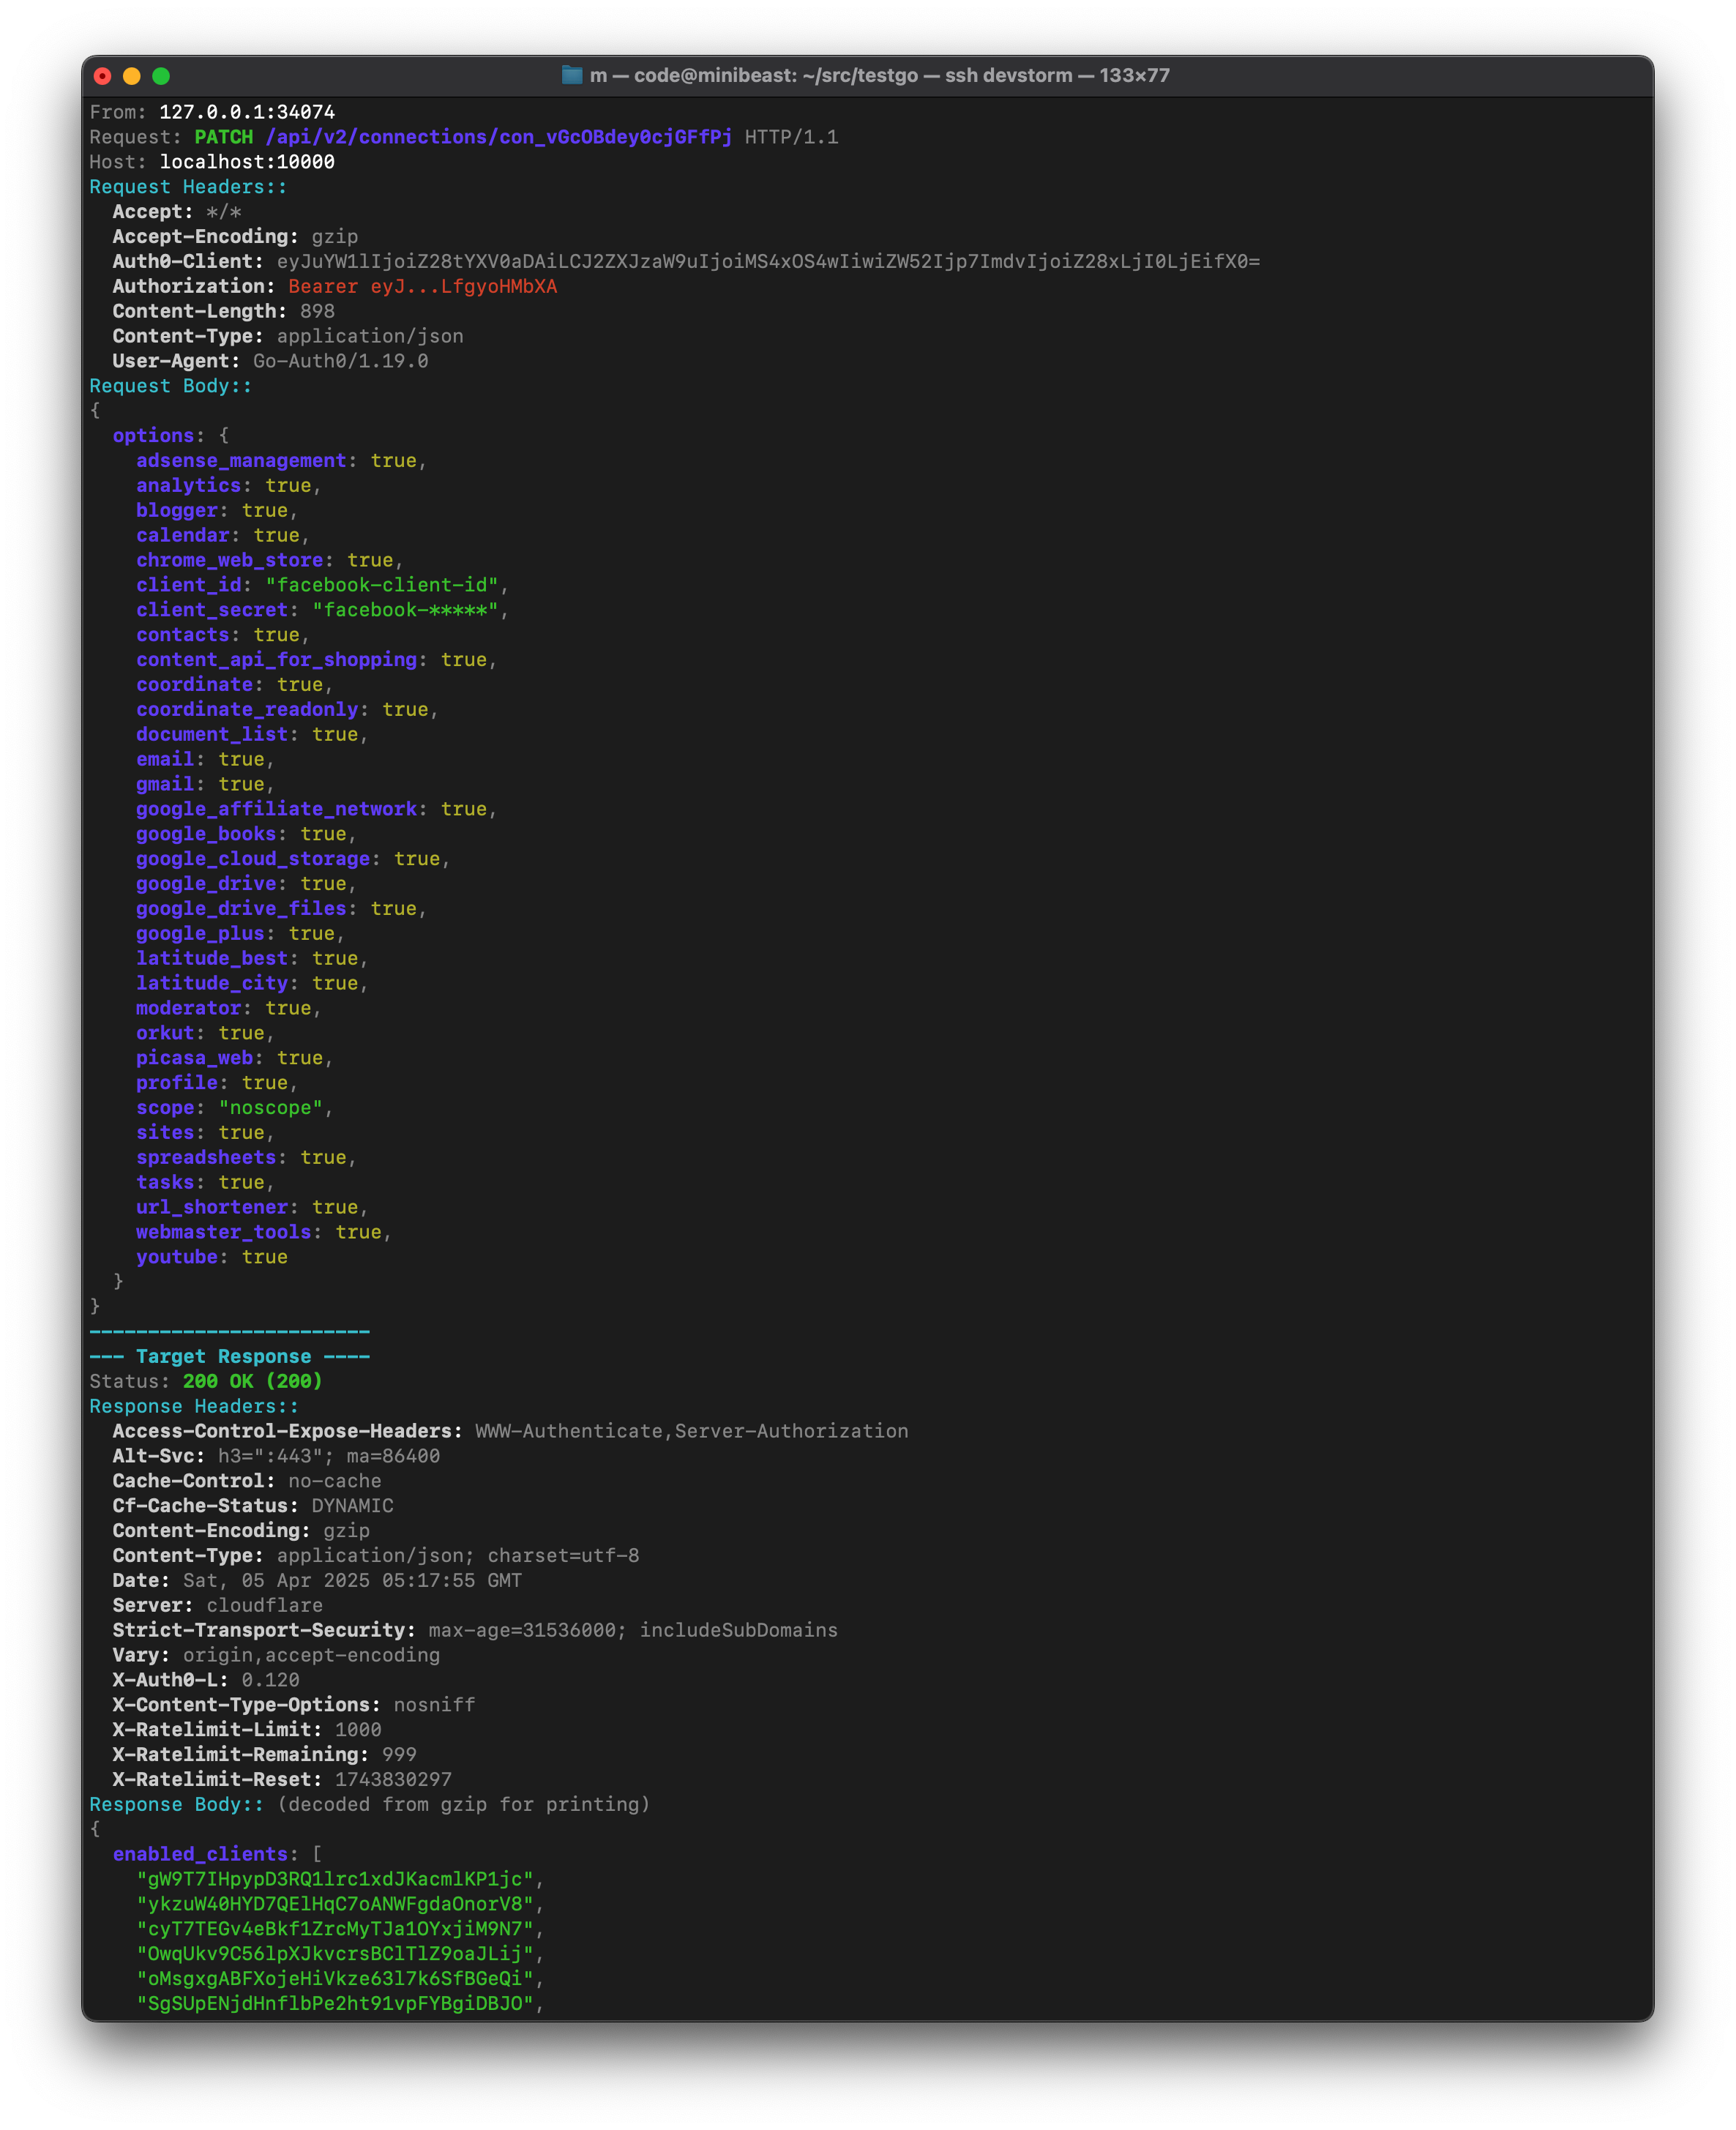 m — code@minibeast: ~/src/testgo — ssh devstorm — 133×77
From: 127.0.0.1:34074
Request: PATCH /api/v2/connections/con_vGcOBdey0cjGFfPj HTTP/1.1
Host: localhost:10000
Request Headers::
  Accept: */*
  Accept-Encoding: gzip
  Auth0-Client: eyJuYW1lIjoiZ28tYXV0aDAiLCJ2ZXJzaW9uIjoiMS4xOS4wIiwiZW52Ijp7ImdvIjoiZ28xLjI0LjEifX0=
  Authorization: Bearer eyJ...LfgyoHMbXA
  Content-Length: 898
  Content-Type: application/json
  User-Agent: Go-Auth0/1.19.0
Request Body::
{
  options: {
    adsense_management: true,
    analytics: true,
    blogger: true,
    calendar: true,
    chrome_web_store: true,
    client_id: "facebook-client-id",
    client_secret: "facebook-*****",
    contacts: true,
    content_api_for_shopping: true,
    coordinate: true,
    coordinate_readonly: true,
    document_list: true,
    email: true,
    gmail: true,
    google_affiliate_network: true,
    google_books: true,
    google_cloud_storage: true,
    google_drive: true,
    google_drive_files: true,
    google_plus: true,
    latitude_best: true,
    latitude_city: true,
    moderator: true,
    orkut: true,
    picasa_web: true,
    profile: true,
    scope: "noscope",
    sites: true,
    spreadsheets: true,
    tasks: true,
    url_shortener: true,
    webmaster_tools: true,
    youtube: true
  }
}
------------------------
--- Target Response ----
Status: 200 OK (200)
Response Headers::
  Access-Control-Expose-Headers: WWW-Authenticate,Server-Authorization
  Alt-Svc: h3=":443"; ma=86400
  Cache-Control: no-cache
  Cf-Cache-Status: DYNAMIC
  Content-Encoding: gzip
  Content-Type: application/json; charset=utf-8
  Date: Sat, 05 Apr 2025 05:17:55 GMT
  Server: cloudflare
  Strict-Transport-Security: max-age=31536000; includeSubDomains
  Vary: origin,accept-encoding
  X-Auth0-L: 0.120
  X-Content-Type-Options: nosniff
  X-Ratelimit-Limit: 1000
  X-Ratelimit-Remaining: 999
  X-Ratelimit-Reset: 1743830297
Response Body:: (decoded from gzip for printing)
{
  enabled_clients: [
    "gW9T7IHpypD3RQ1lrc1xdJKacmlKP1jc",
    "ykzuW40HYD7QElHqC7oANWFgdaOnorV8",
    "cyT7TEGv4eBkf1ZrcMyTJa1OYxjiM9N7",
    "OwqUkv9C56lpXJkvcrsBClTlZ9oaJLij",
    "oMsgxgABFXojeHiVkze63l7k6SfBGeQi",
    "SgSUpENjdHnflbPe2ht91vpFYBgiDBJO",